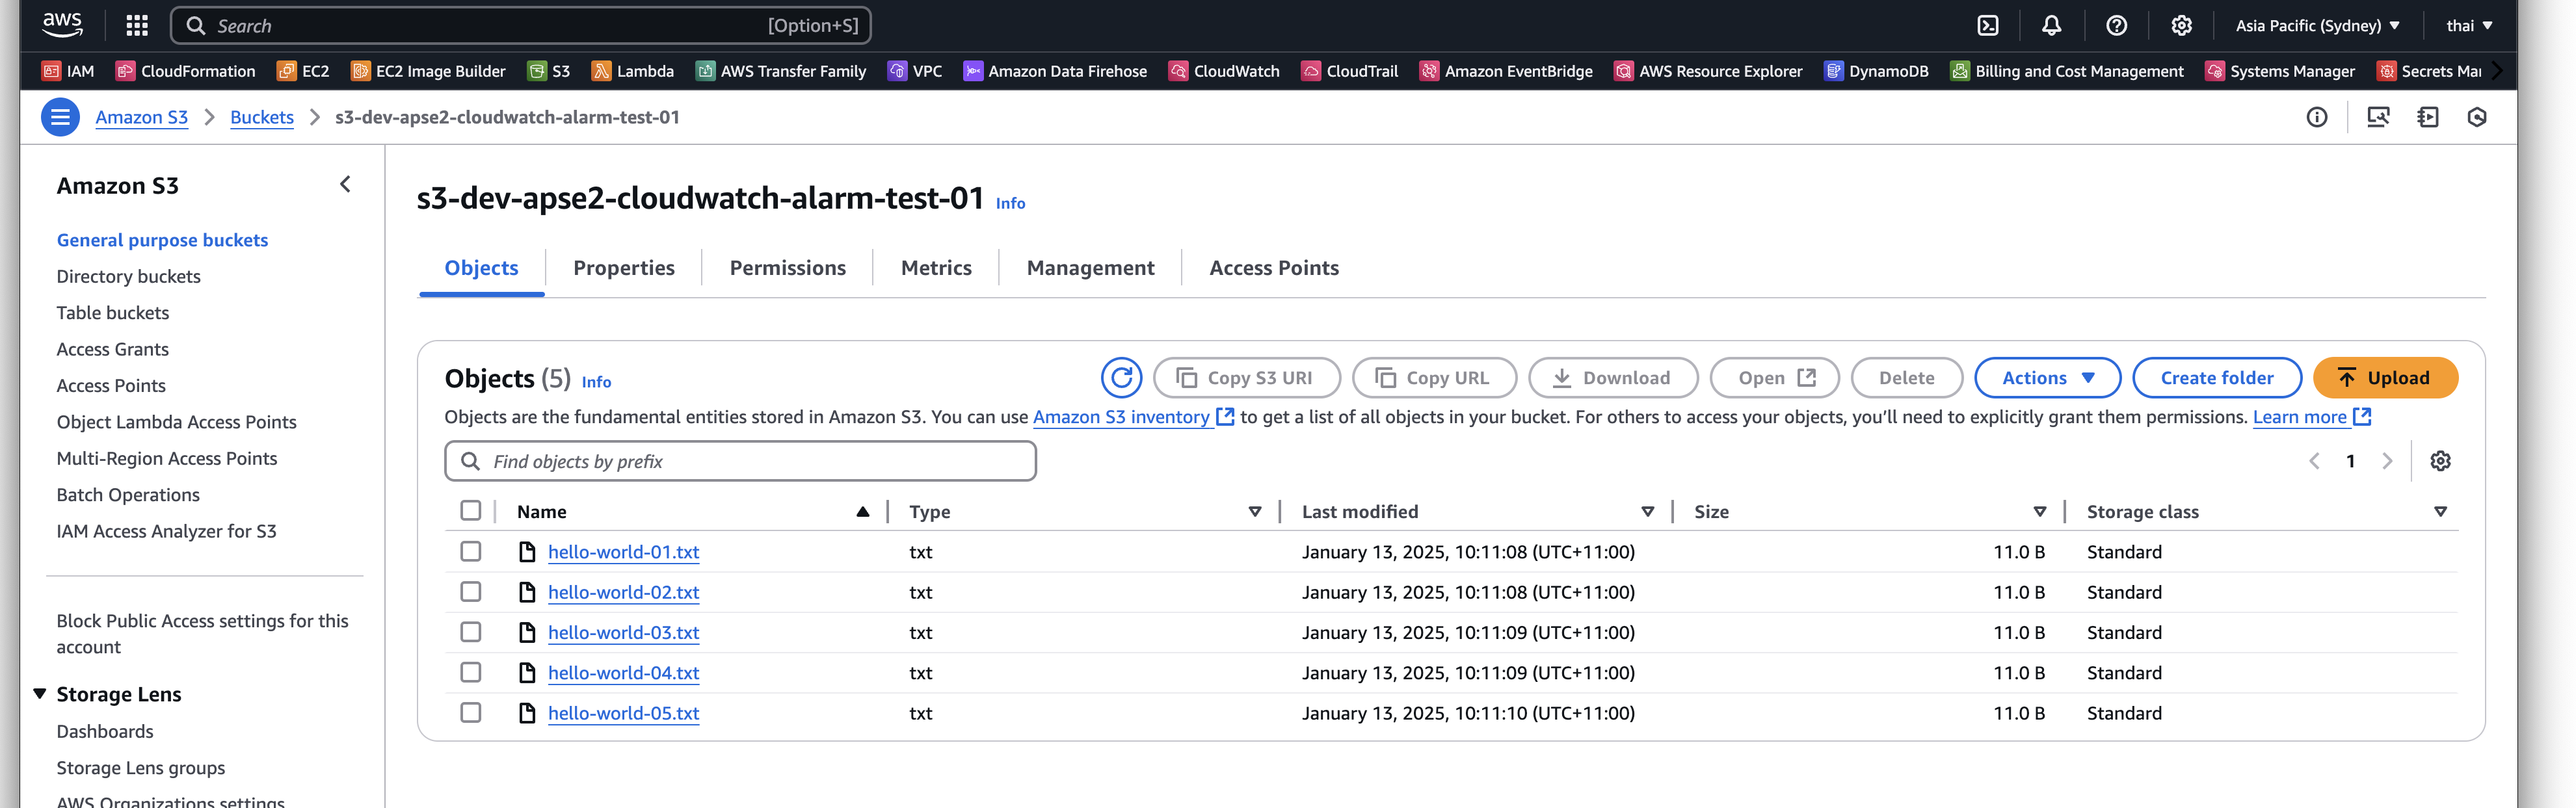 aws
Search [Option+S] Asia Pacific (Sydney) thai
IAM CloudFormation EC2 EC2 Image Builder S3 Lambda AWS Transfer Family VPC Amazon Data Firehose CloudWatch CloudTrail Amazon EventBridge AWS Resource Explorer DynamoDB Billing and Cost Management Systems Manager Secrets
Amazon S3 Buckets s3-dev-apse2-cloudwatch-alarm-test-01
Amazon S3
General purpose buckets
Directory buckets
Table buckets
Access Grants
Access Points
Object Lambda Access Points
Multi-Region Access Points
Batch Operations
IAM Access Analyzer for S3
Block Public Access settings for this
account
Storage Lens
Dashboards
Storage Lens groups
AWS Organizations settings
s3-dev-apse2-cloudwatch-alarm-test-01 Info
Objects Properties Permissions Metrics Management Access Points
Objects (5) Info Copy S3 URI Copy URL Download Open Delete Actions Create folder Upload
Objects are the fundamental entities stored in Amazon S3. You can use Amazon S3 inventory to get a list of all objects in your bucket. For others to access your objects, you’ll need to explicitly grant them permissions. Learn more
Find objects by prefix 1
Name Type Last modified Size Storage class
hello-world-01.txt txt January 13, 2025, 10:11:08 (UTC+11:00) 11.0 B Standard
hello-world-02.txt txt January 13, 2025, 10:11:08 (UTC+11:00) 11.0 B Standard
hello-world-03.txt txt January 13, 2025, 10:11:09 (UTC+11:00) 11.0 B Standard
hello-world-04.txt txt January 13, 2025, 10:11:09 (UTC+11:00) 11.0 B Standard
hello-world-05.txt txt January 13, 2025, 10:11:10 (UTC+11:00) 11.0 B Standard